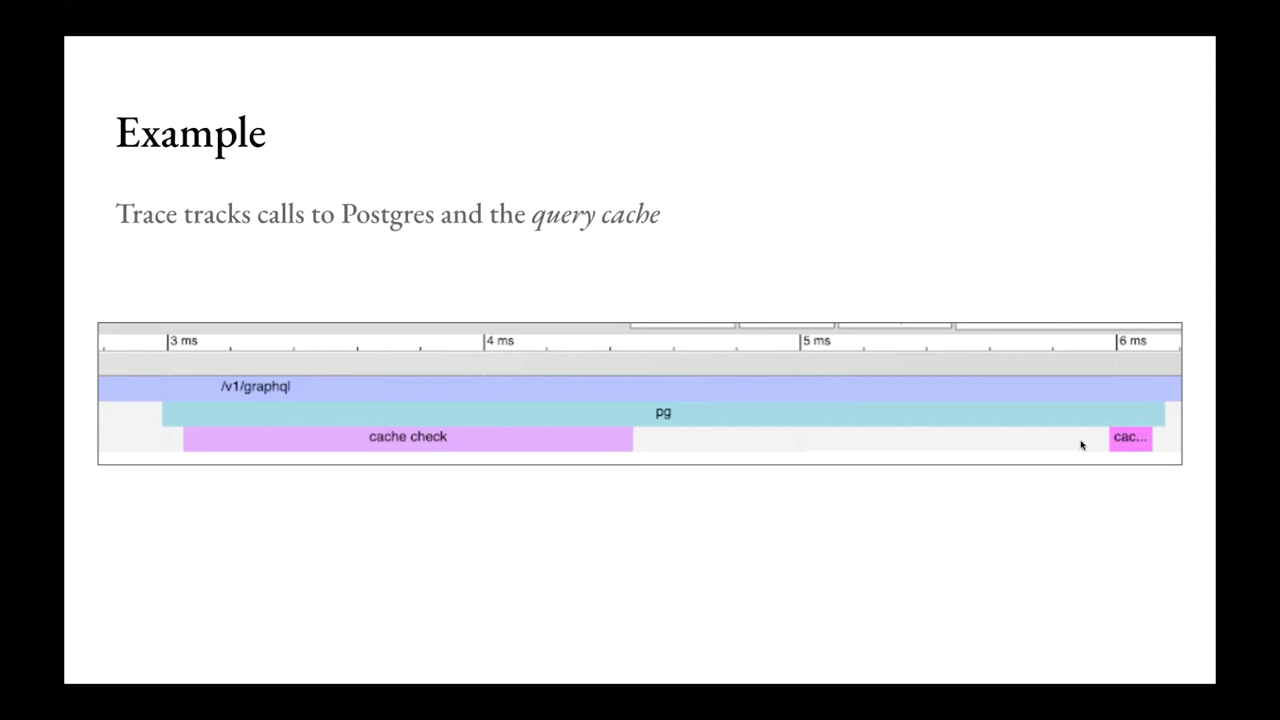 Example
Trace tracks calls to Postgres and the query cache
3 ms 4 ms 5 ms 6 ms
/v1/graphql
pg
cache check cac...